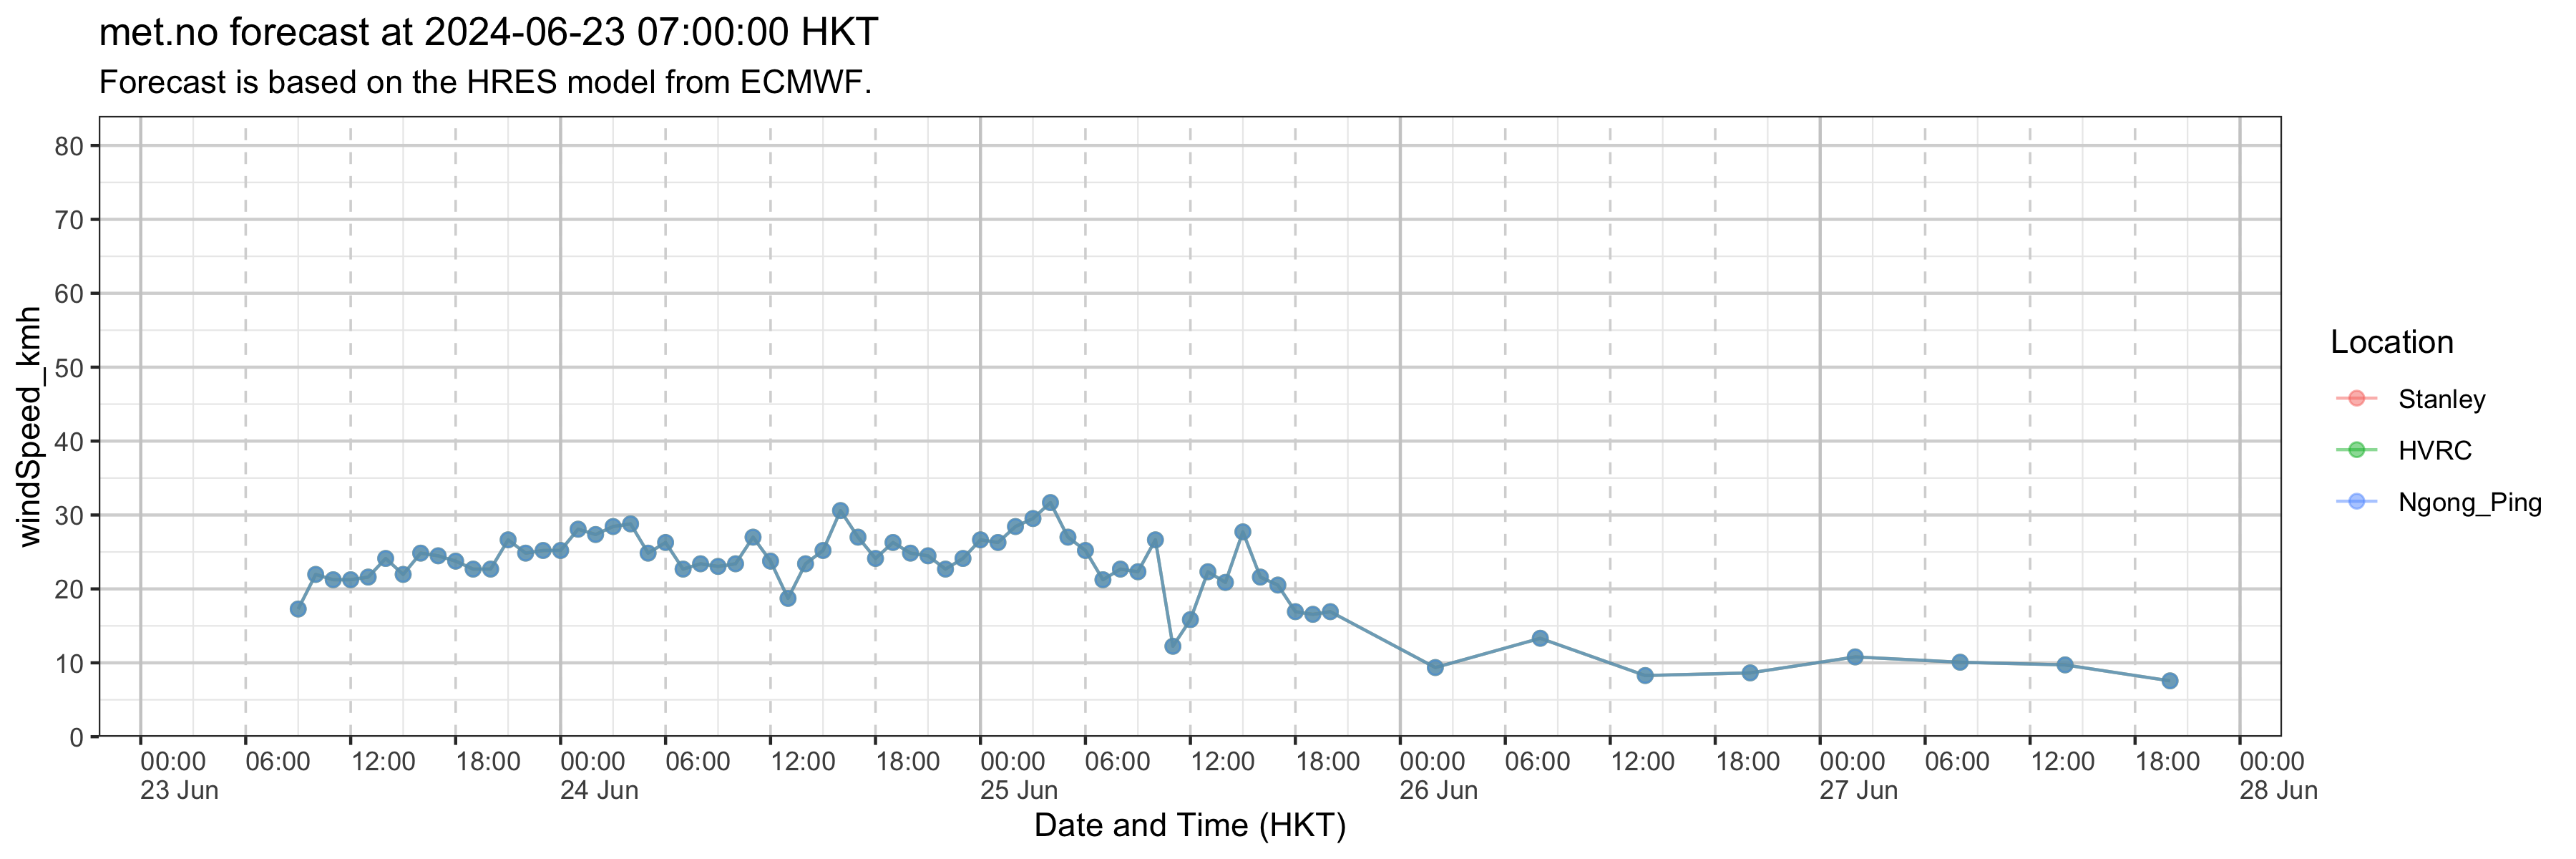 met.no forecast at 2024-06-23 07:00:00 HKT
Forecast is based on the HRES model from ECMWF.
windSpeed_kmh
80
70
60
50
40
30
20
10
0
00:00 06:00 12:00 18:00 00:00 06:00 12:00 18:00 00:00 06:00 12:00 18:00 00:00 06:00 12:00 18:00 00:00 06:00 12:00 18:00 00:00
23 Jun 24 Jun 25 Jun 26 Jun 27 Jun 28 Jun
Date and Time (HKT)
Location
Stanley
HVRC
Ngong_Ping